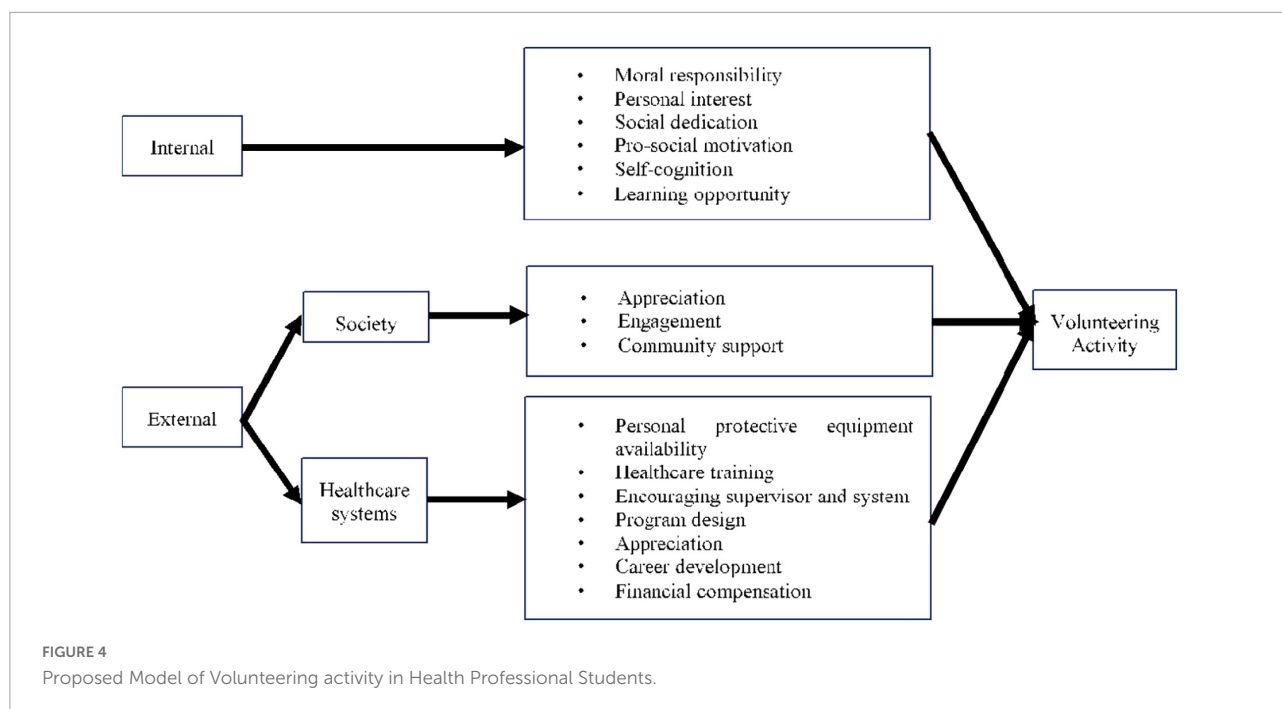 Internal
• Moral responsibility
• Personal interest
• Social dedication
• Pro-social motivation
• Self-cognition
• Learning opportunity
External
Society
• Appreciation
• Engagement
• Community support
Healthcare
systems
• Personal protective equipment
availability
• Healthcare training
• Encouraging supervisor and system
• Program design
• Appreciation
• Career development
• Financial compensation
Volunteering
Activity
FIGURE 4
Proposed Model of Volunteering activity in Health Professional Students.